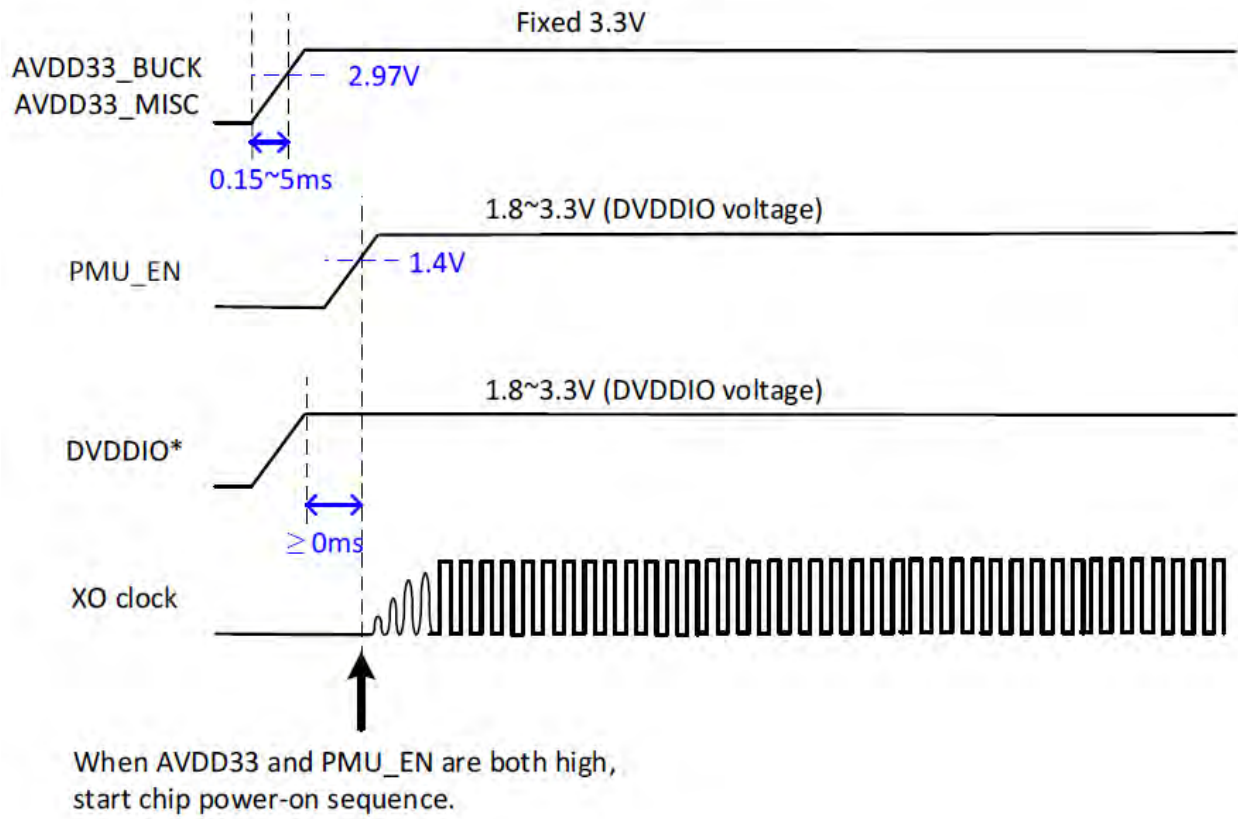 Fixed 3.3V
AVDD33_BUCK
AVDD33_MISC
2.97V
0.15~5ms
1.8~3.3V (DVDDIO voltage)
PMU_EN
1.4V
1.8~3.3V (DVDDIO voltage)
DVDDIO*
≥ 0ms
XO clock
When AVDD33 and PMU_EN are both high,
start chip power-on sequence.